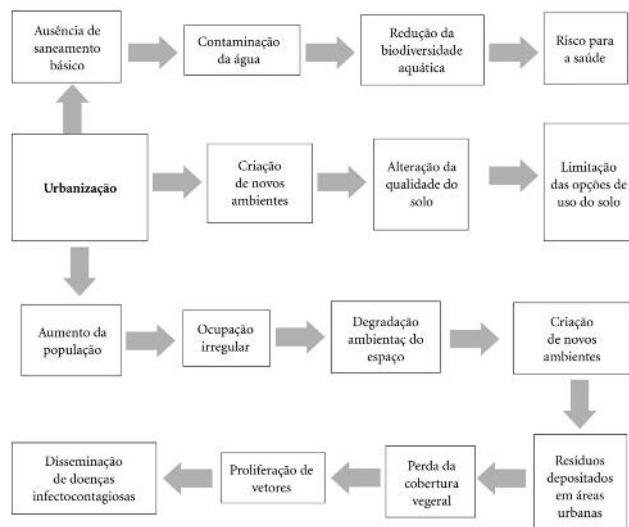 Ausência de
saneamento
básico
Contaminação
da água
Redução da
biodiversidade
aquática
Risco para
a saúde
Urbanização
Criação
de novos
ambientes
Alteração da
qualidade do
solo
Limitação
das opções de
uso do solo
Aumento da
população
Ocupação
irregular
Degradação
ambientaç do
espaço
Criação
de novos
ambientes
Disseminação
de doenças
infectocontagiosas
Proliferação de
vetores
Perda da
cobertura
vegeral
Resíduos
depositados
em áreas
urbanas